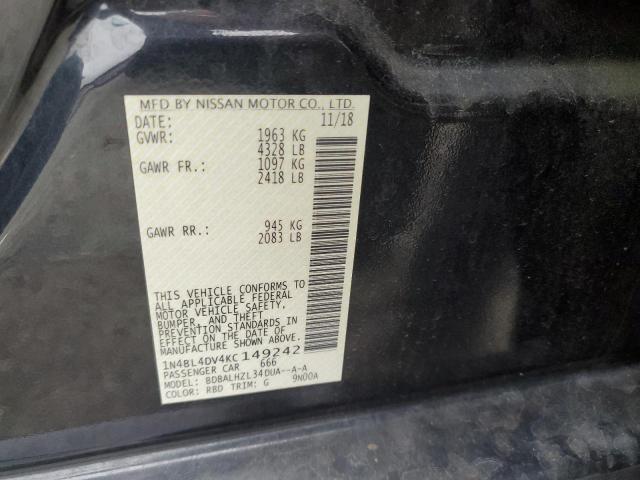 MFD BY NISSAN MOTOR CO., LTD.
DATE: 11/18
GVWR: 1963 KG
4328 LB
GAWR FR.: 1097 KG
2418 LB
GAWR RR.: 945 KG
2083 LB
THIS VEHICLE CONFORMS TO
ALL APPLICABLE FEDERAL
MOTOR VEHICLE SAFETY,
BUMPER, AND THEFT
PREVENTION STANDARDS IN
EFFECT ON THE DATE OF
MANUFACTURE SHOWN ABOVE.
1N4BL4DV4KC149242
PASSENGER CAR 666
MODEL: BDBALHZL34DUA--A-A
COLOR: RBD TRIM: G 9N00A
1N4BL4DV4KC149242